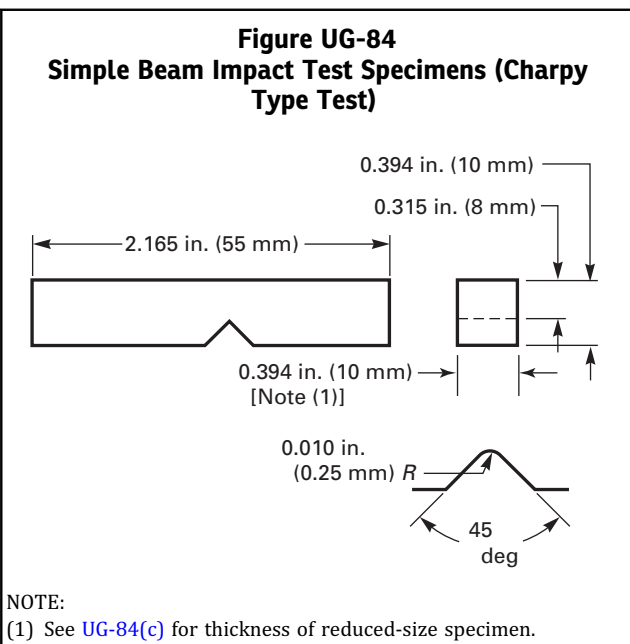 Figure UG-84
Simple Beam Impact Test Specimens (Charpy
Type Test)
0.394 in. (10 mm)
0.315 in. (8 mm)
2.165 in. (55 mm)
0.394 in. (10 mm)
[Note (1)]
0.010 in.
(0.25 mm) R
45
deg
NOTE:
(1) See UG-84(c) for thickness of reduced-size specimen.